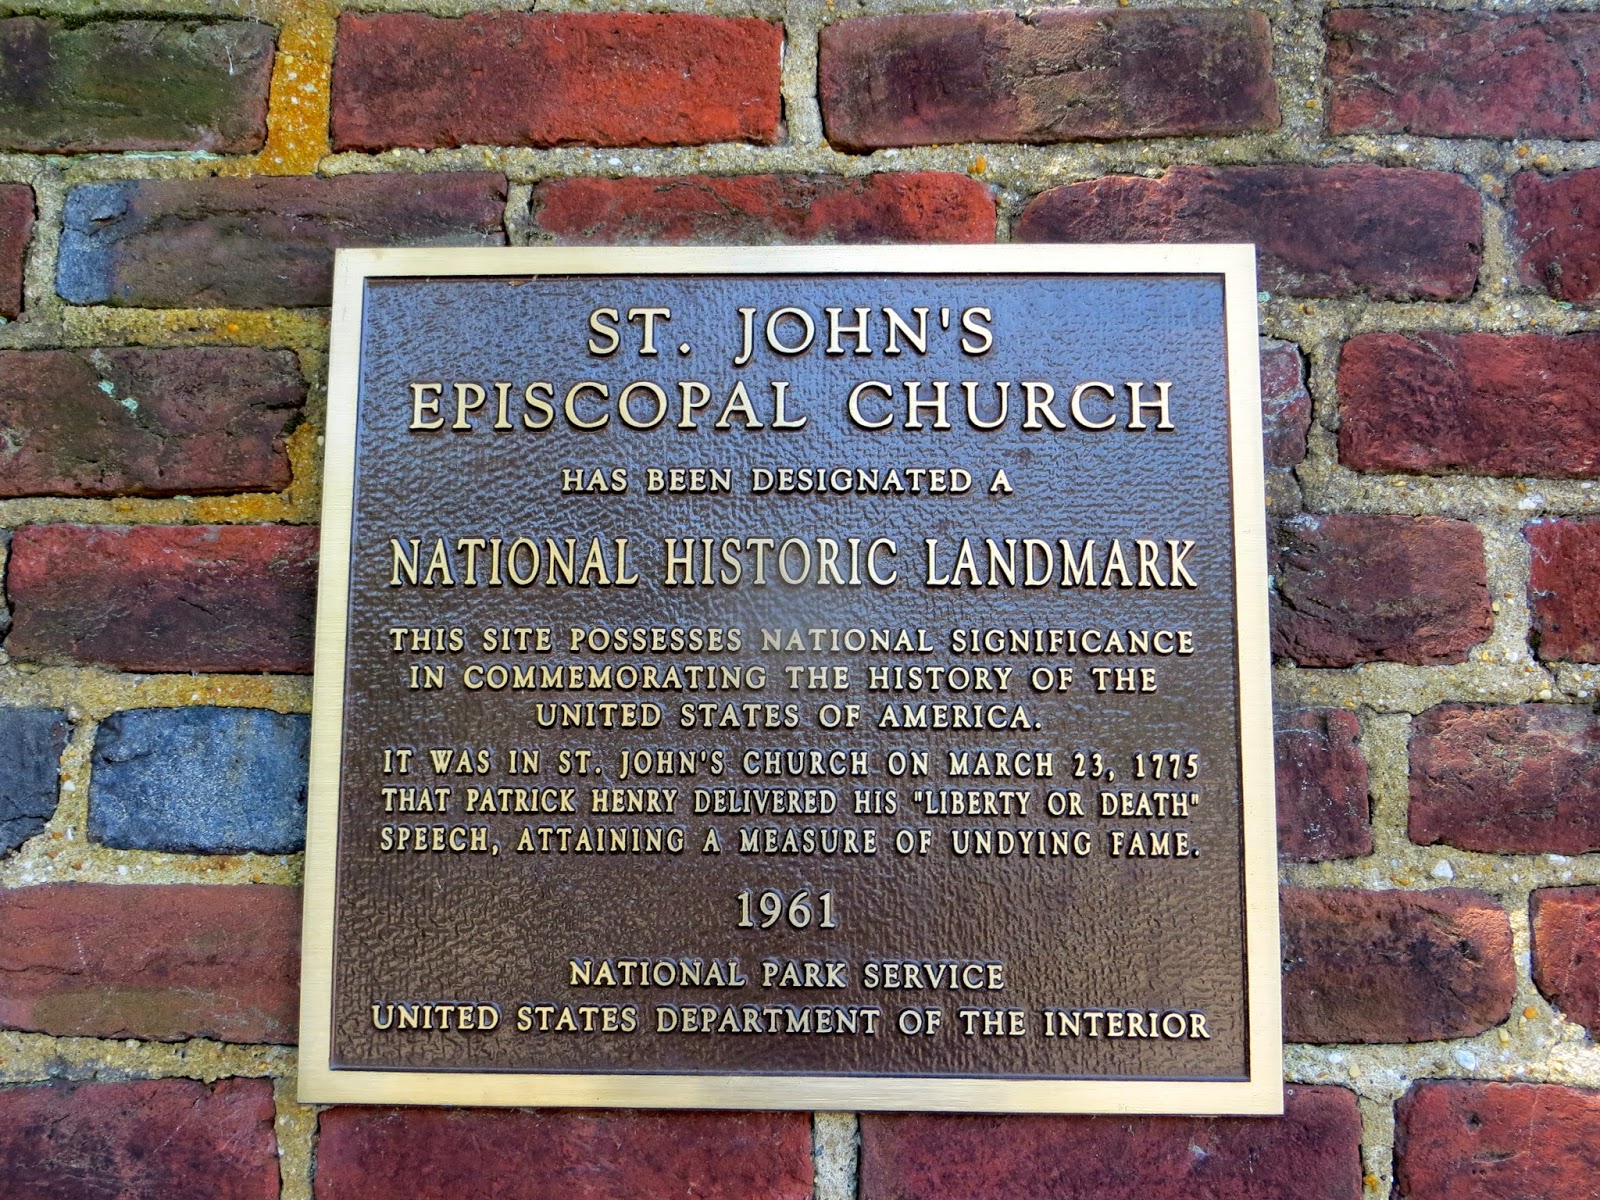 ST. JOHN'S
EPISCOPAL CHURCH
HAS BEEN DESIGNATED A
NATIONAL HISTORIC LANDMARK
THIS SITE POSSESSES NATIONAL SIGNIFICANCE
IN COMMEMORATING THE HISTORY OF THE
UNITED STATES OF AMERICA.
IT WAS IN ST. JOHN'S CHURCH ON MARCH 23, 1775
THAT PATRICK HENRY DELIVERED HIS "LIBERTY OR DEATH"
SPEECH, ATTAINING A MEASURE OF UNDYING FAME.
1961
NATIONAL PARK SERVICE
UNITED STATES DEPARTMENT OF THE INTERIOR